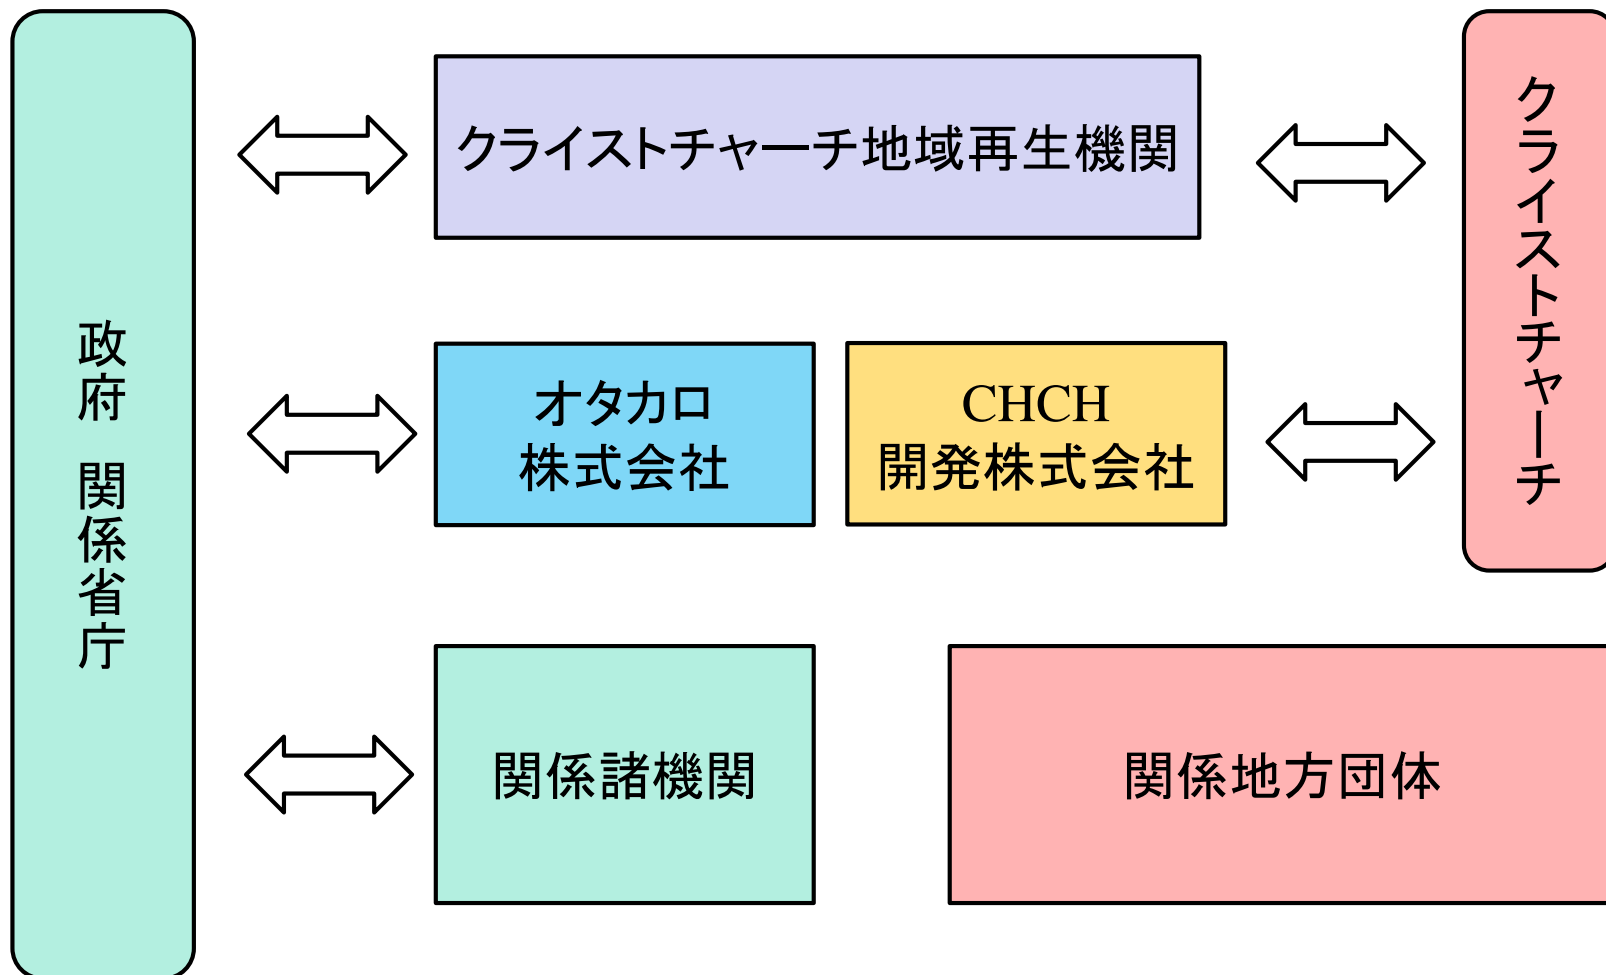 政府 関係省庁
クライストチャーチ地域再生機関
クライストチャーチ
オタカロ
株式会社
CHCH
開発株式会社
関係諸機関
関係地方団体